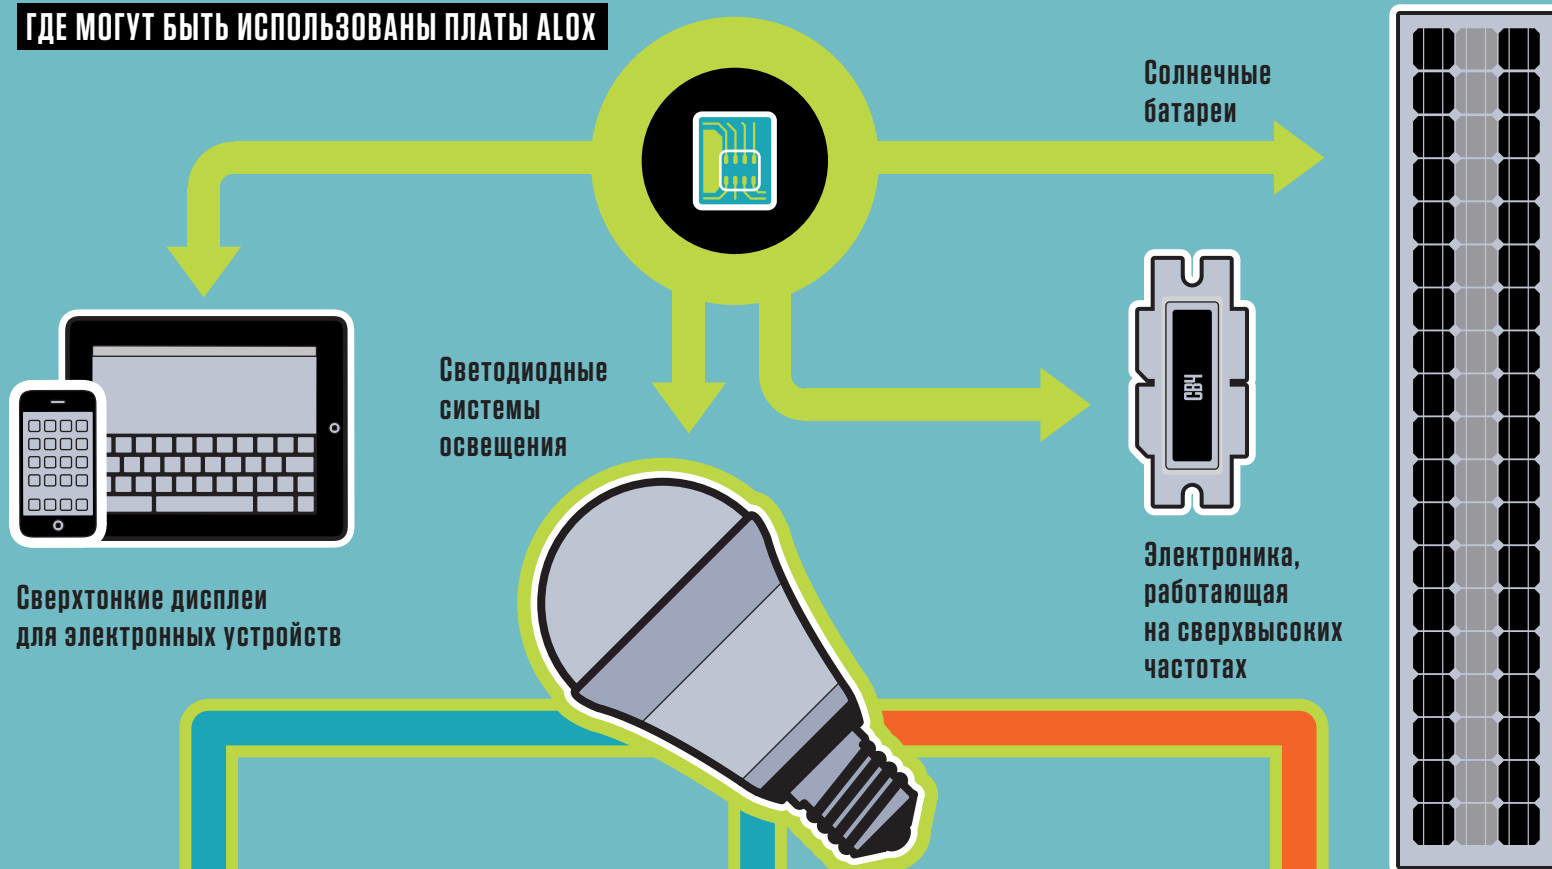 ГДЕ МОГУТ БЫТЬ ИСПОЛЬЗОВАНЫ ПЛАТЫ ALOX
Солнечные
батареи
Светодиодные
системы
освещения
СВЧ
Электроника,
работающая
на сверхвысоких
частотах
Сверхтонкие дисплеи
для электронных устройств